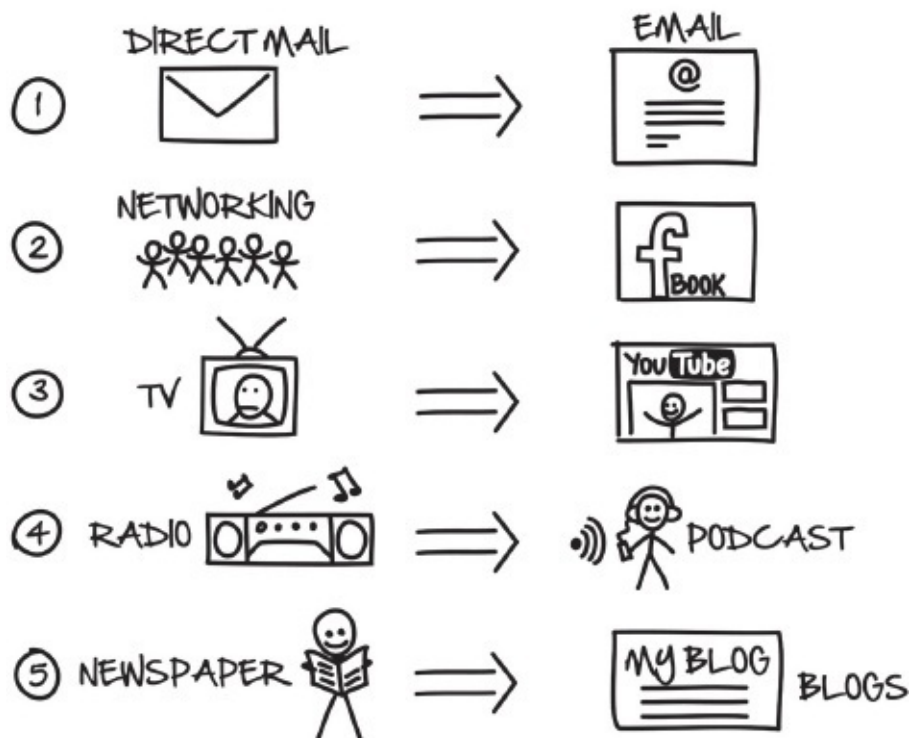 DIRECT MAIL
EMAIL
1
@
NETWORKING
2
f BOOK
3
TV
YouTube
4
RADIO
PODCAST
5
NEWSPAPER
MY BLOG
BLOGS